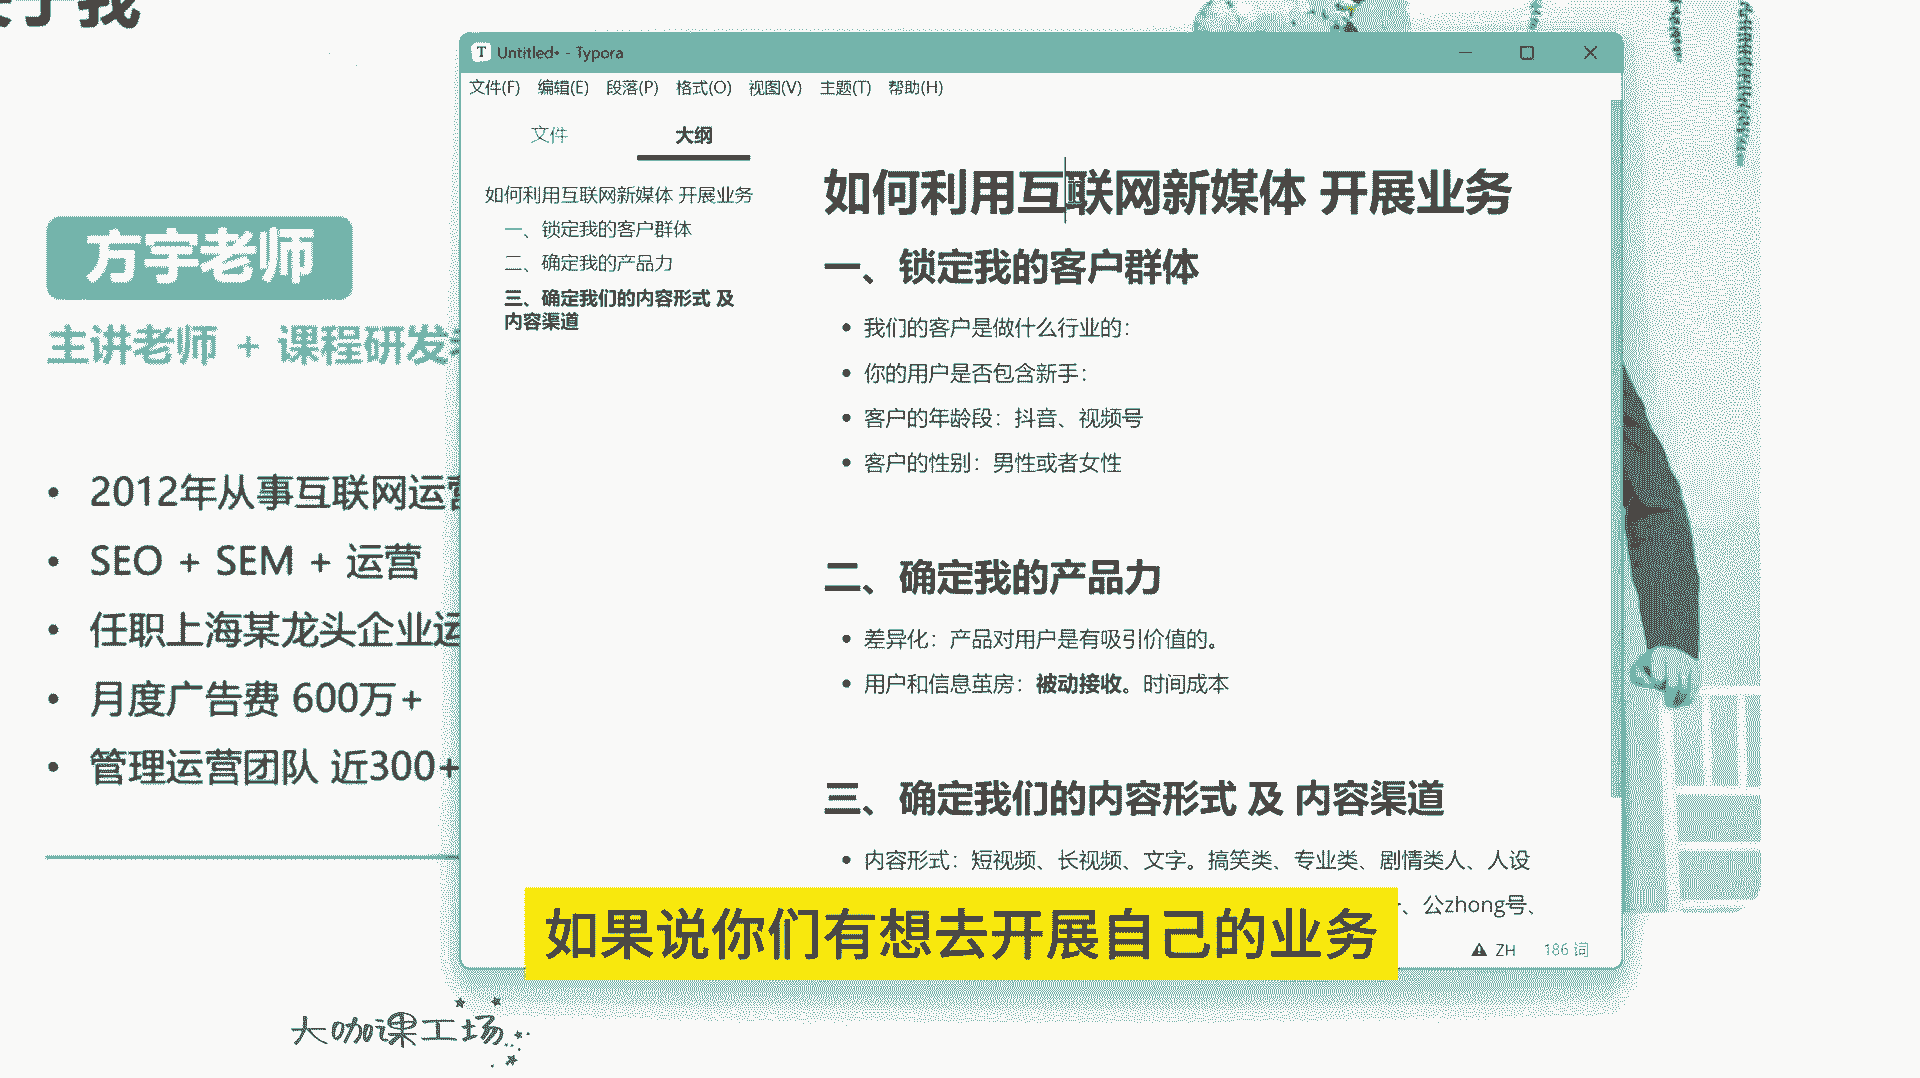 于我
方宇老师
主讲老师 + 课程研发
2012年从事互联网运营
SEO + SEM + 运营
任职上海某龙头企业运
月度广告费 600万+
管理运营团队 近300+
大咖课工场
Untitled• - Typora
文件(F) 编辑(E) 段落(P) 格式(O) 视图(V) 主题(T) 帮助(H)
文件 大纲
如何利用互联网新媒体 开展业务
一、锁定我的客户群体
二、确定我的产品力
三、确定我们的内容形式 及
内容渠道
如何利用互联网新媒体 开展业务
一、锁定我的客户群体
我们的客户是做什么行业的：
你的用户是否包含新手：
客户的年龄段：抖音、视频号
客户的性别：男性或者女性
二、确定我的产品力
差异化：产品对用户是有吸引价值的。
用户和信息茧房：被动接收。时间成本
三、确定我们的内容形式 及 内容渠道
内容形式：短视频、长视频、文字。搞笑类、专业类、剧情类人、人设
、公zhong号、
ZH 186 词
如果说你们有想去开展自己的业务